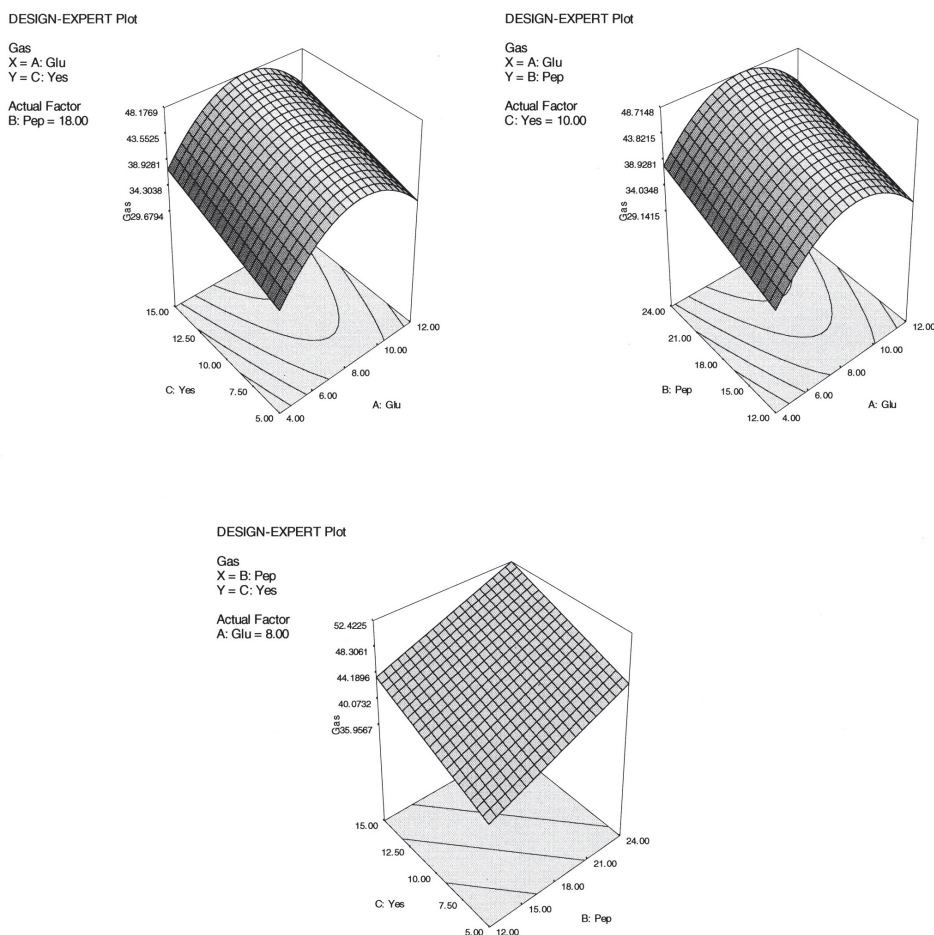 DESIGN-EXPERT Plot
Gas
X = A: Glu
Y = C: Yes
Actual Factor
B: Pep = 18.00
48.1769
43.5525
38.9281
34.3038
29.6794
Gas
15.00
12.50
10.00
7.50
5.00
C: Yes
4.00
6.00
8.00
10.00
12.00
A: Glu
DESIGN-EXPERT Plot
Gas
X = A: Glu
Y = B: Pep
Actual Factor
C: Yes = 10.00
48.7148
43.8215
38.9281
34.0348
29.1415
Gas
24.00
21.00
18.00
15.00
12.00
B: Pep
4.00
6.00
8.00
10.00
12.00
A: Glu
DESIGN-EXPERT Plot
Gas
X = B: Pep
Y = C: Yes
Actual Factor
A: Glu = 8.00
52.4225
48.3061
44.1896
40.0732
35.9567
Gas
15.00
12.50
10.00
7.50
5.00
C: Yes
12.00
15.00
18.00
21.00
24.00
B: Pep